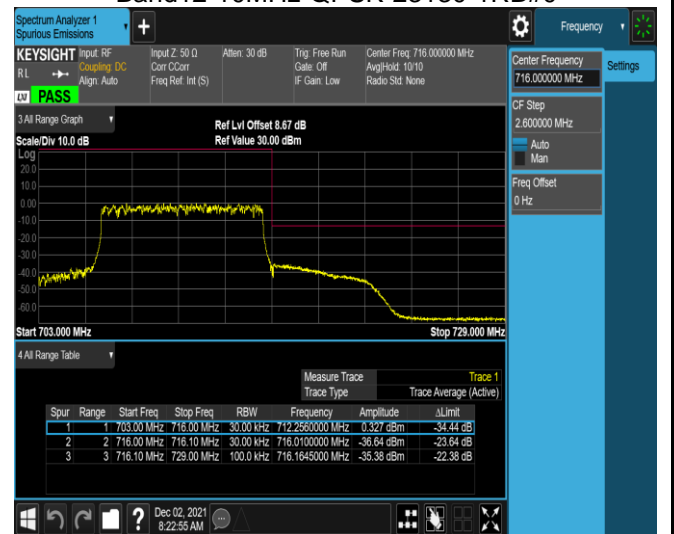 Spectrum Analyzer 1
Spurious Emissions
+
Frequency
KEYSIGHT
R L
LXI
PASS
Input: RF
Coupling: DC
Align: Auto
Input Z: 50 Ω
Corr CCorr
Freq Ref: Int (S)
Atten: 30 dB
Trig: Free Run
Gate: Off
IF Gain: Low
Center Freq: 716.000000 MHz
Avg|Hold: 10/10
Radio Std: None
Center Frequency
716.000000 MHz
Settings
CF Step
2.600000 MHz
Auto
Man
Freq Offset
0 Hz
3 All Range Graph
Scale/Div 10.0 dB
Ref Lvl Offset 8.67 dB
Ref Value 30.00 dBm
Log
20.0
10.0
0.00
-10.0
-20.0
-30.0
-40.0
-50.0
-60.0
Start 703.000 MHz
Stop 729.000 MHz
4 All Range Table
Measure Trace Trace 1
Trace Type Trace Average (Active)
Spur Range Start Freq Stop Freq RBW Frequency Amplitude ΔLimit
1 1 703.00 MHz 716.00 MHz 30.00 kHz 712.2560000 MHz 0.327 dBm -34.44 dB
2 2 716.00 MHz 716.10 MHz 30.00 kHz 716.0100000 MHz -36.64 dBm -23.64 dB
3 3 716.10 MHz 729.00 MHz 100.0 kHz 716.1645000 MHz -35.38 dBm -22.38 dB
?
Dec 02, 2021
8:22:55 AM